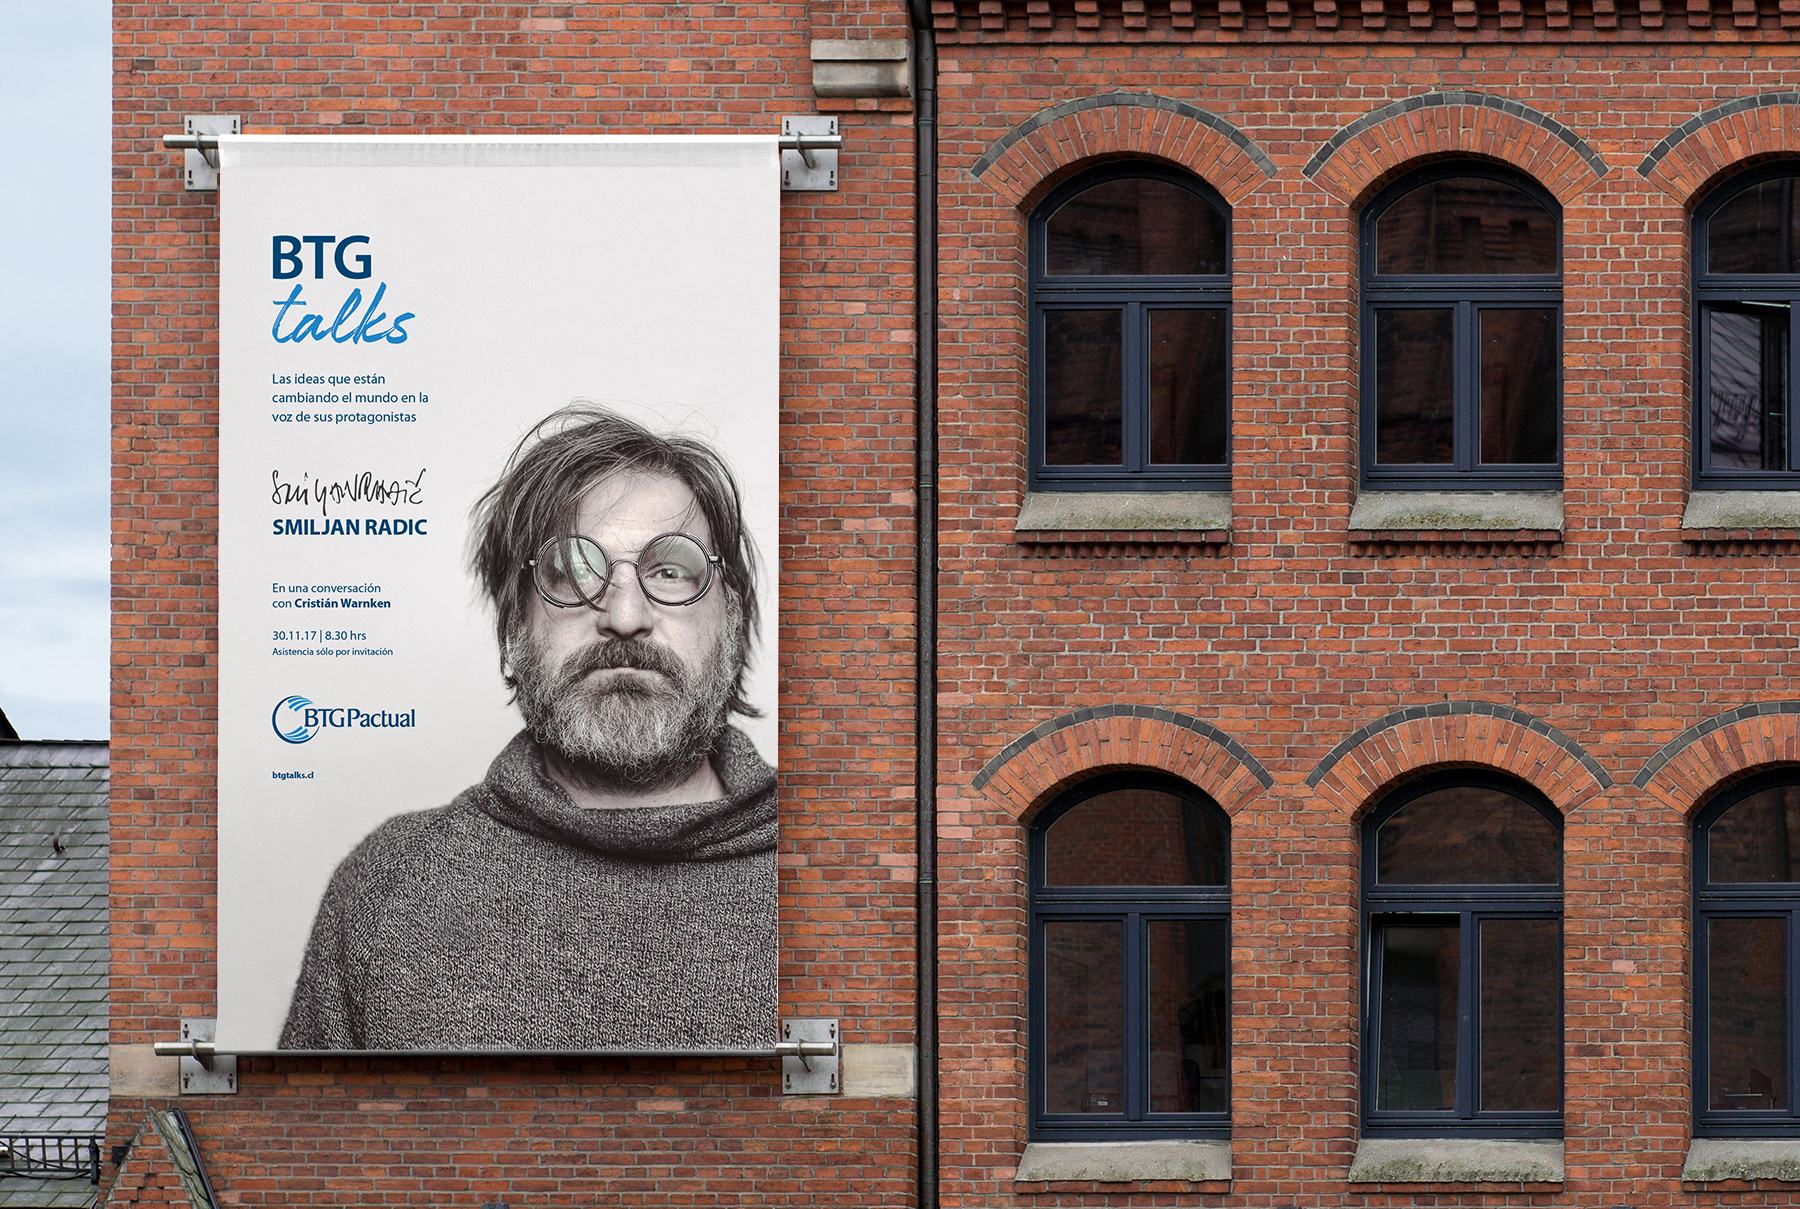 BTG
talks
Las ideas que están
cambiando el mundo en la
voz de sus protagonistas
SMILJAN RADIC
En una conversación
con Cristián Warnken
30.11.17 | 8.30 hrs
Asistencia sólo por invitación
BTGPactual
btgtalks.cl